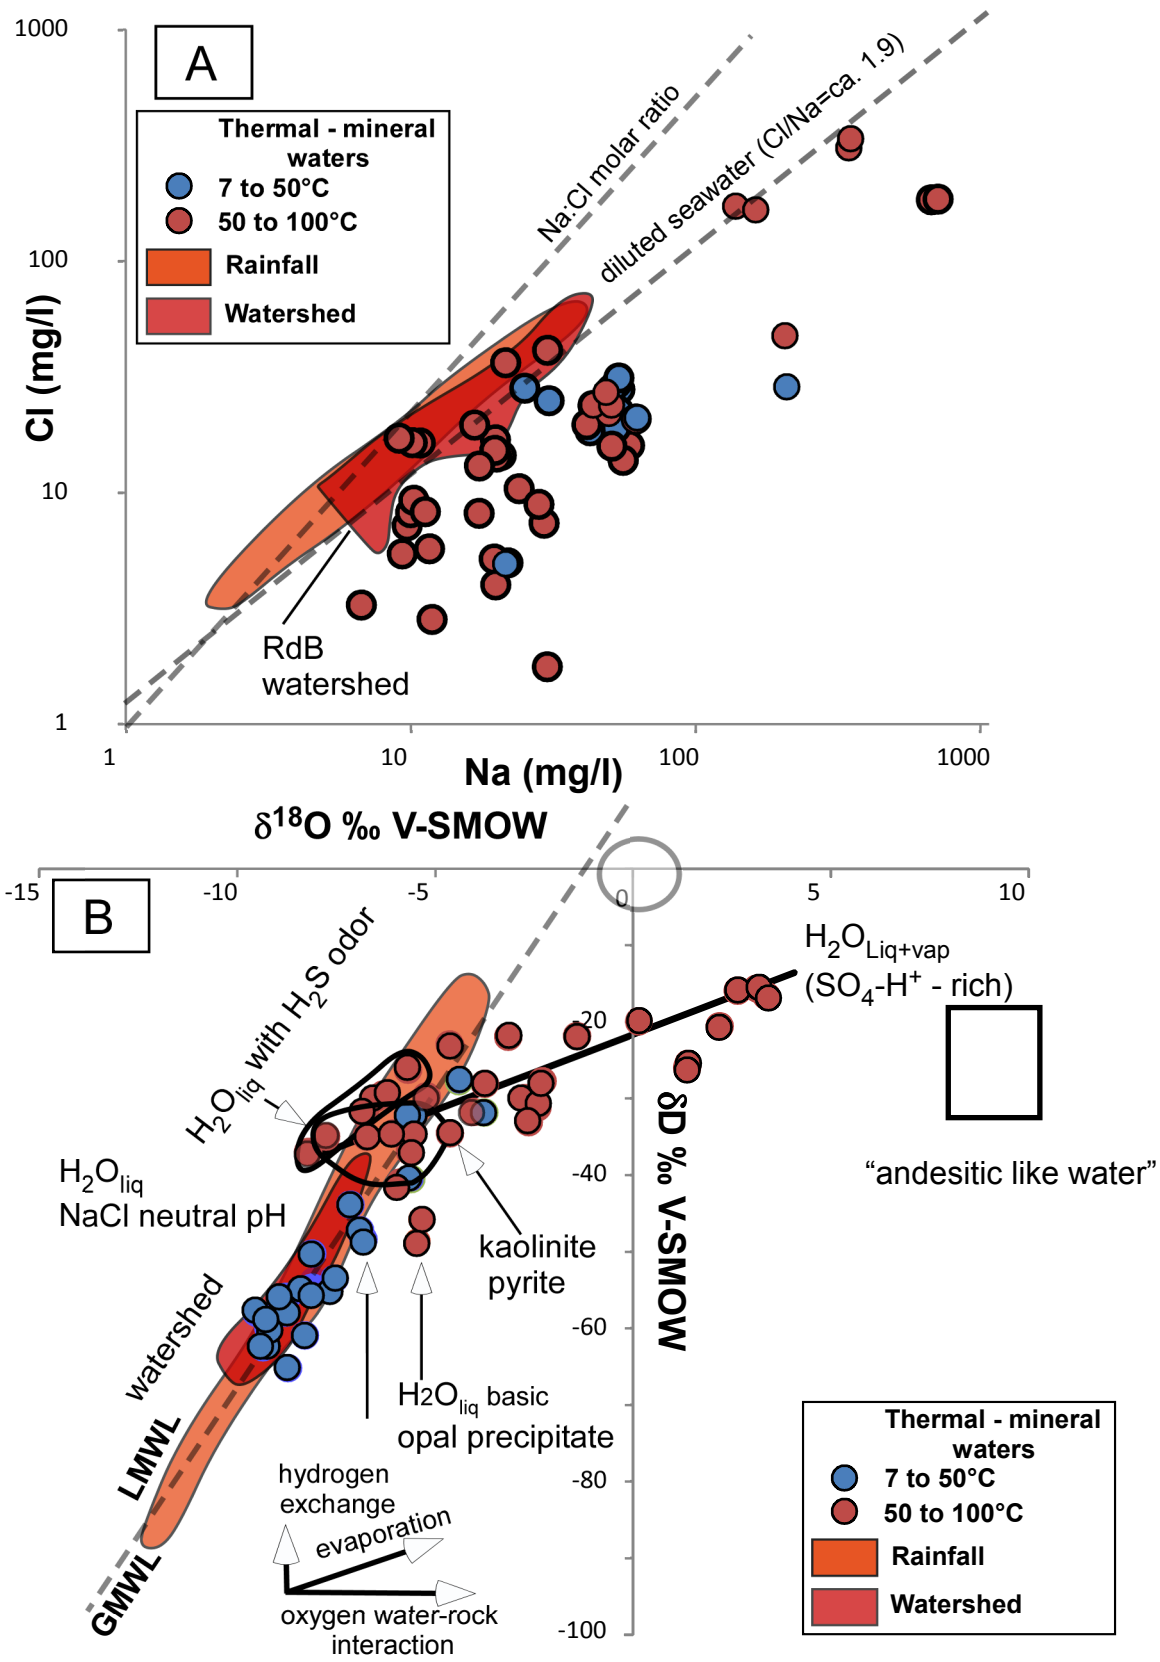 1000
A
Thermal - mineral
waters
7 to 50°C
50 to 100°C
Rainfall
Watershed
Na:Cl molar ratio
diluted seawater (Cl/Na=ca. 1.9)
100
Cl (mg/l)
10
RdB
watershed
1
1
10
100
1000
Na (mg/l)
δ¹⁸O ‰ V-SMOW
-15
-10
-5
0
5
10
B
H₂O_liq with H₂S odor
H₂O_Liq+vap
(SO₄-H⁺ - rich)
-20
δD ‰ V-SMOW
"andesitic like water"
H₂O_liq
NaCl neutral pH
-40
kaolinite
pyrite
watershed
-60
H2O_liq basic
opal precipitate
LMWL
GMWL
hydrogen
exchange
evaporation
oxygen water-rock
interaction
-80
-100
Thermal - mineral
waters
7 to 50°C
50 to 100°C
Rainfall
Watershed